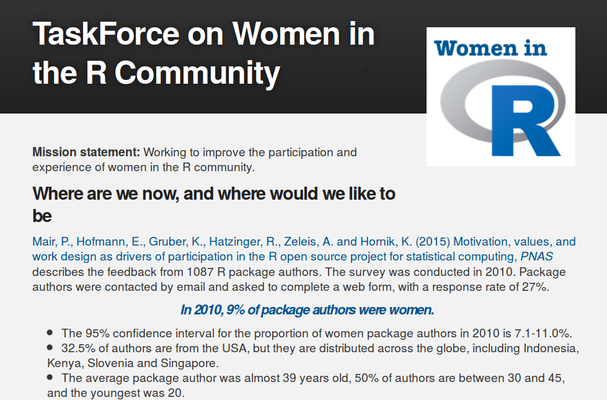 TaskForce on Women in
the R Community
Women in
R
Mission statement: Working to improve the participation and
experience of women in the R community.
Where are we now, and where would we like to
be
Mair, P., Hofmann, E., Gruber, K., Hatzinger, R., Zeleis, A. and Hornik, K. (2015) Motivation, values, and
work design as drivers of participation in the R open source project for statistical computing, PNAS
describes the feedback from 1087 R package authors. The survey was conducted in 2010. Package
authors were contacted by email and asked to complete a web form, with a response rate of 27%.
In 2010, 9% of package authors were women.
• The 95% confidence interval for the proportion of women package authors in 2010 is 7.1-11.0%.
• 32.5% of authors are from the USA, but they are distributed across the globe, including Indonesia,
Kenya, Slovenia and Singapore.
• The average package author was almost 39 years old, 50% of authors are between 30 and 45,
and the youngest was 20.